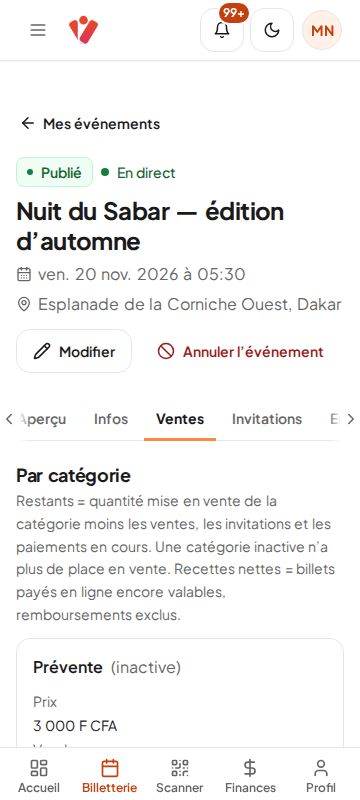 99+
MN
Mes événements
Publié
En direct
Nuit du Sabar — édition
d’automne
ven. 20 nov. 2026 à 05:30
Esplanade de la Corniche Ouest, Dakar
Modifier
Annuler l’événement
Aperçu Infos Ventes Invitations
Par catégorie
Restants = quantité mise en vente de la
catégorie moins les ventes, les invitations et les
paiements en cours. Une catégorie inactive n’a
plus de place en vente. Recettes nettes = billets
payés en ligne encore valables,
remboursements exclus.
Prévente (inactive)
Prix
3 000 F CFA
Accueil Billetterie Scanner Finances Profil